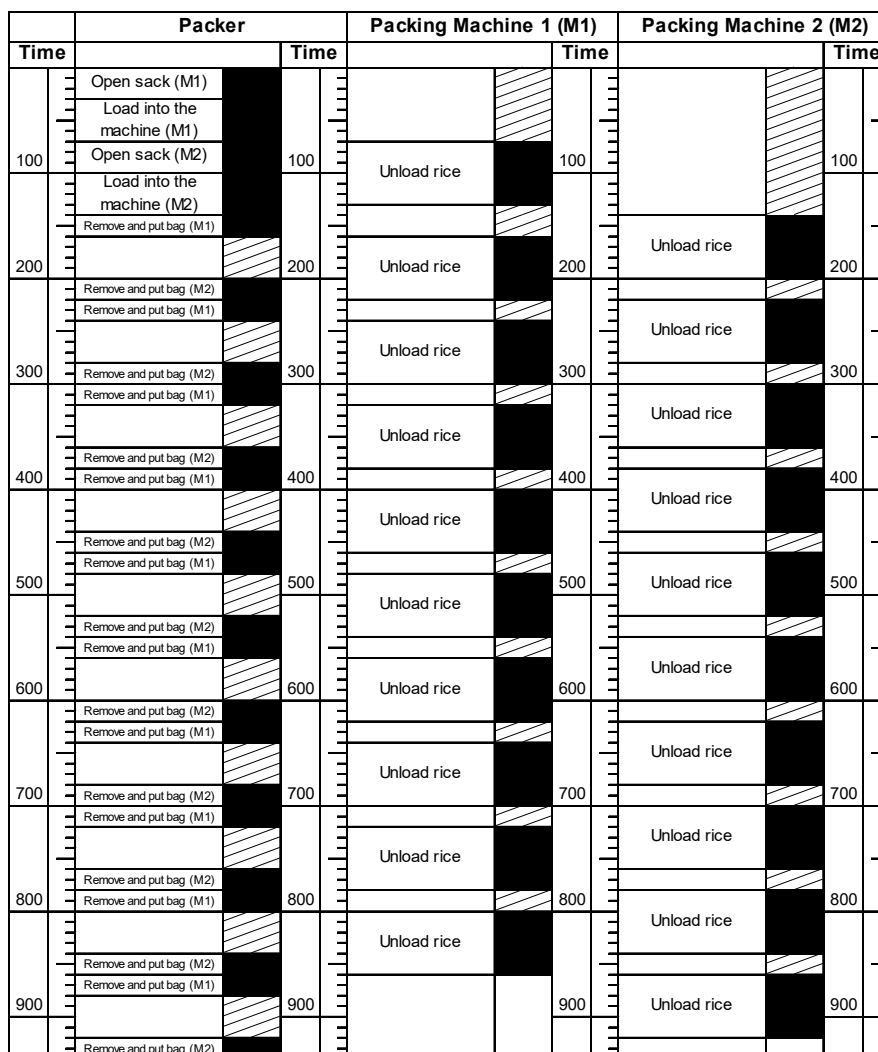 Packer Packing Machine 1 (M1) Packing Machine 2 (M2)
Time Time Time Time
Open sack (M1)
Load into the
machine (M1)
100 Open sack (M2) 100 100 100
Unload rice
Load into the
machine (M2)
Remove and put bag (M1)
Unload rice
200 200 Unload rice 200 200
Remove and put bag (M2)
Remove and put bag (M1)
Unload rice
Unload rice
300 Remove and put bag (M2) 300 300 300
Remove and put bag (M1)
Unload rice
Unload rice
Remove and put bag (M2)
400 Remove and put bag (M1) 400 400 400
Unload rice
Unload rice
Remove and put bag (M2)
Remove and put bag (M1)
500 500 500 Unload rice 500
Unload rice
Remove and put bag (M2)
Remove and put bag (M1)
Unload rice
600 600 Unload rice 600 600
Remove and put bag (M2)
Remove and put bag (M1)
Unload rice
Unload rice
700 Remove and put bag (M2) 700 700 700
Remove and put bag (M1)
Unload rice
Unload rice
Remove and put bag (M2)
800 Remove and put bag (M1) 800 800 800
Unload rice
Unload rice
Remove and put bag (M2)
Remove and put bag (M1)
900 900 900 Unload rice 900
Remove and put bag (M2)